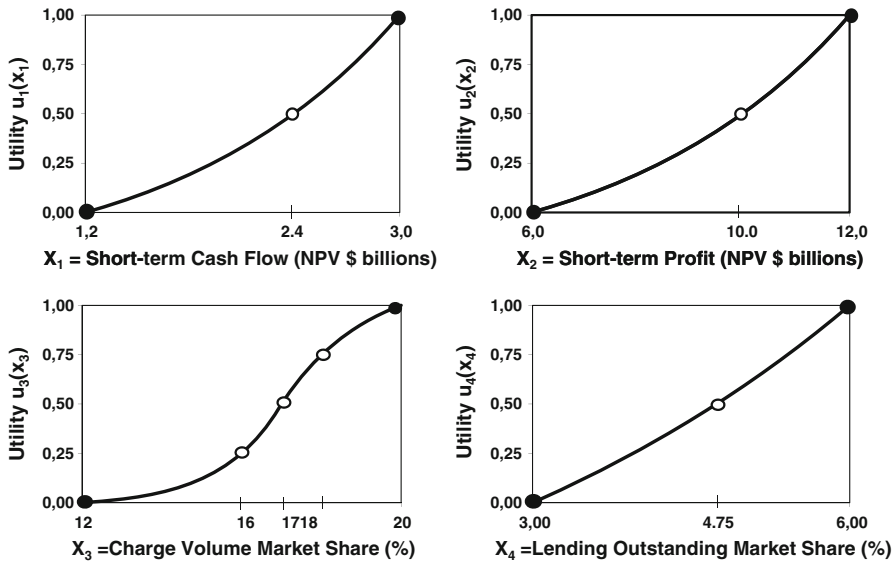 Utility u1(x1)
1,00
0,75
0,50
0,25
0,00
1,2 2.4 3,0
X1 = Short-term Cash Flow (NPV $ billions)
Utility u2(x2)
1,00
0,75
0,50
0,25
0,00
6,0 10.0 12,0
X2 = Short-term Profit (NPV $ billions)
Utility u3(x3)
1,00
0,75
0,50
0,25
0,00
12 16 1718 20
X3 =Charge Volume Market Share (%)
Utility u4(x4)
1,00
0,75
0,50
0,25
0,00
3,00 4.75 6,00
X4 =Lending Outstanding Market Share (%)